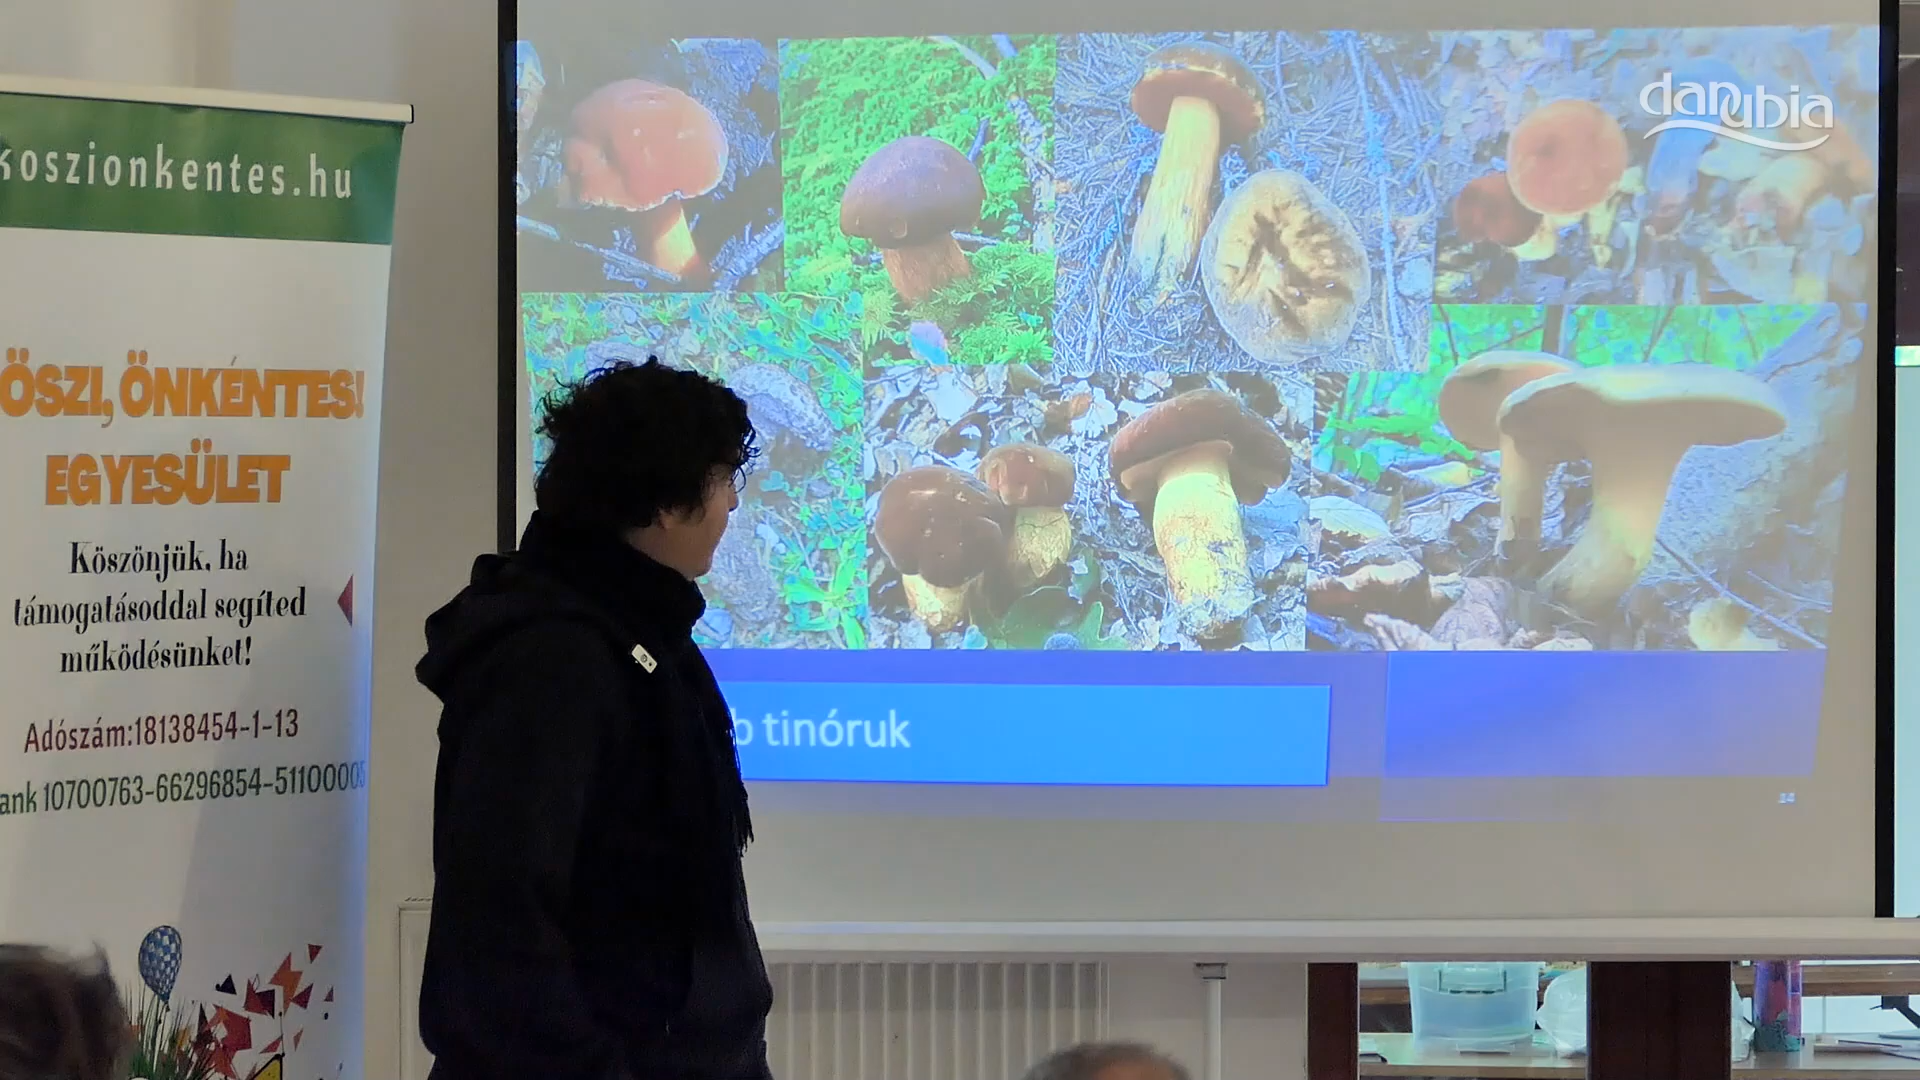 koszionkentes.hu
ÖSZI, ÖNKÉNTES!
EGYESÜLET
Köszönjük, ha
támogatásoddal segíted
működésünket!
Adószám:18138454-1-13
ank 10700763-66296854-51100005
danubia
b tinóruk